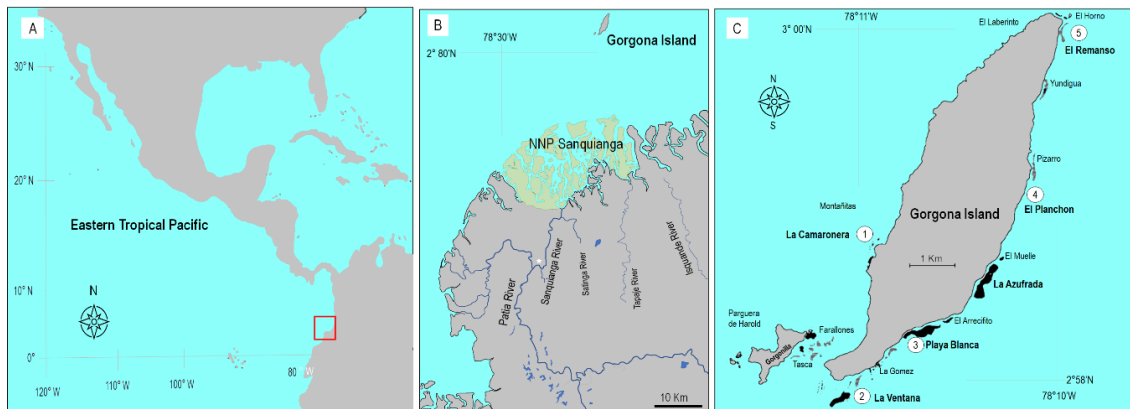 A
30° N
20° N
10° N
0°
120° W
100° W
80° W
Eastern Tropical Pacific
N
S
B
78°30'W
2° 80'
Gorgona Island
NNP Sanquianga
Patía River
Sanquianga River
Satinga River
Tapaje River
Isquande River
10 Km
C
78°11'
3° 00'
El Laberinto
El Horno
5
El Remanso
Yundigua
N
S
Pizarro
4
El Planchon
Montañitas
La Camaronera
1
Gorgona Island
1 Km
El Muelle
La Azufrada
Parguera
de Harold
Farallones
El Arrecifito
3
Playa Blanca
Gorgonilla
Tasca
La Gomez
2
La Ventana
2°58'
78°10'